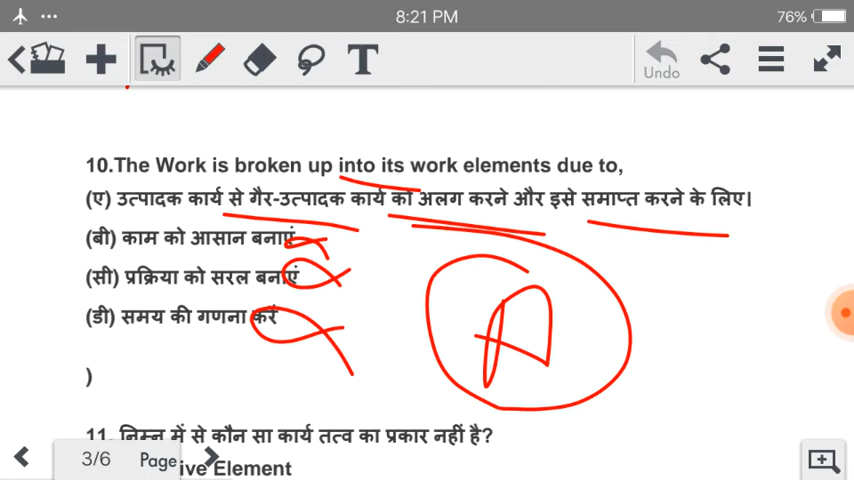 8:21 PM
76%
T
Undo
10.The Work is broken up into its work elements due to,
(ए) उत्पादक कार्य से गैर-उत्पादक कार्य को अलग करने और इसे समाप्त करने के लिए।
(बी) काम को आसान बनाएं
(सी) प्रक्रिया को सरल बनाएं
(डी) समय की गणना करें
A
)
11. निम्न में से कौन सा कार्य तत्व का प्रकार नहीं है?
3/6 Page
ive Element